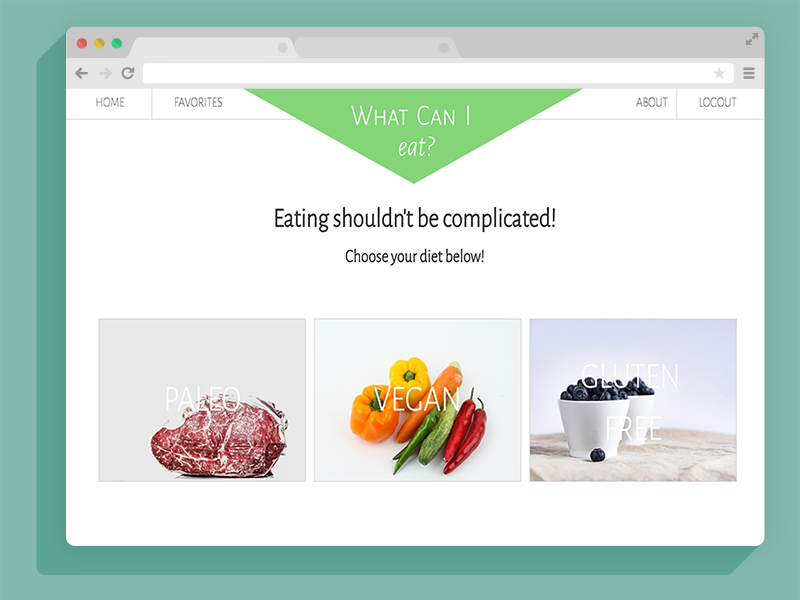 HOME
FAVORITES
What Can I
eat?
ABOUT
LOGOUT
Eating shouldn't be complicated!
Choose your diet below!
PALEO
VEGAN
GLUTEN
FREE